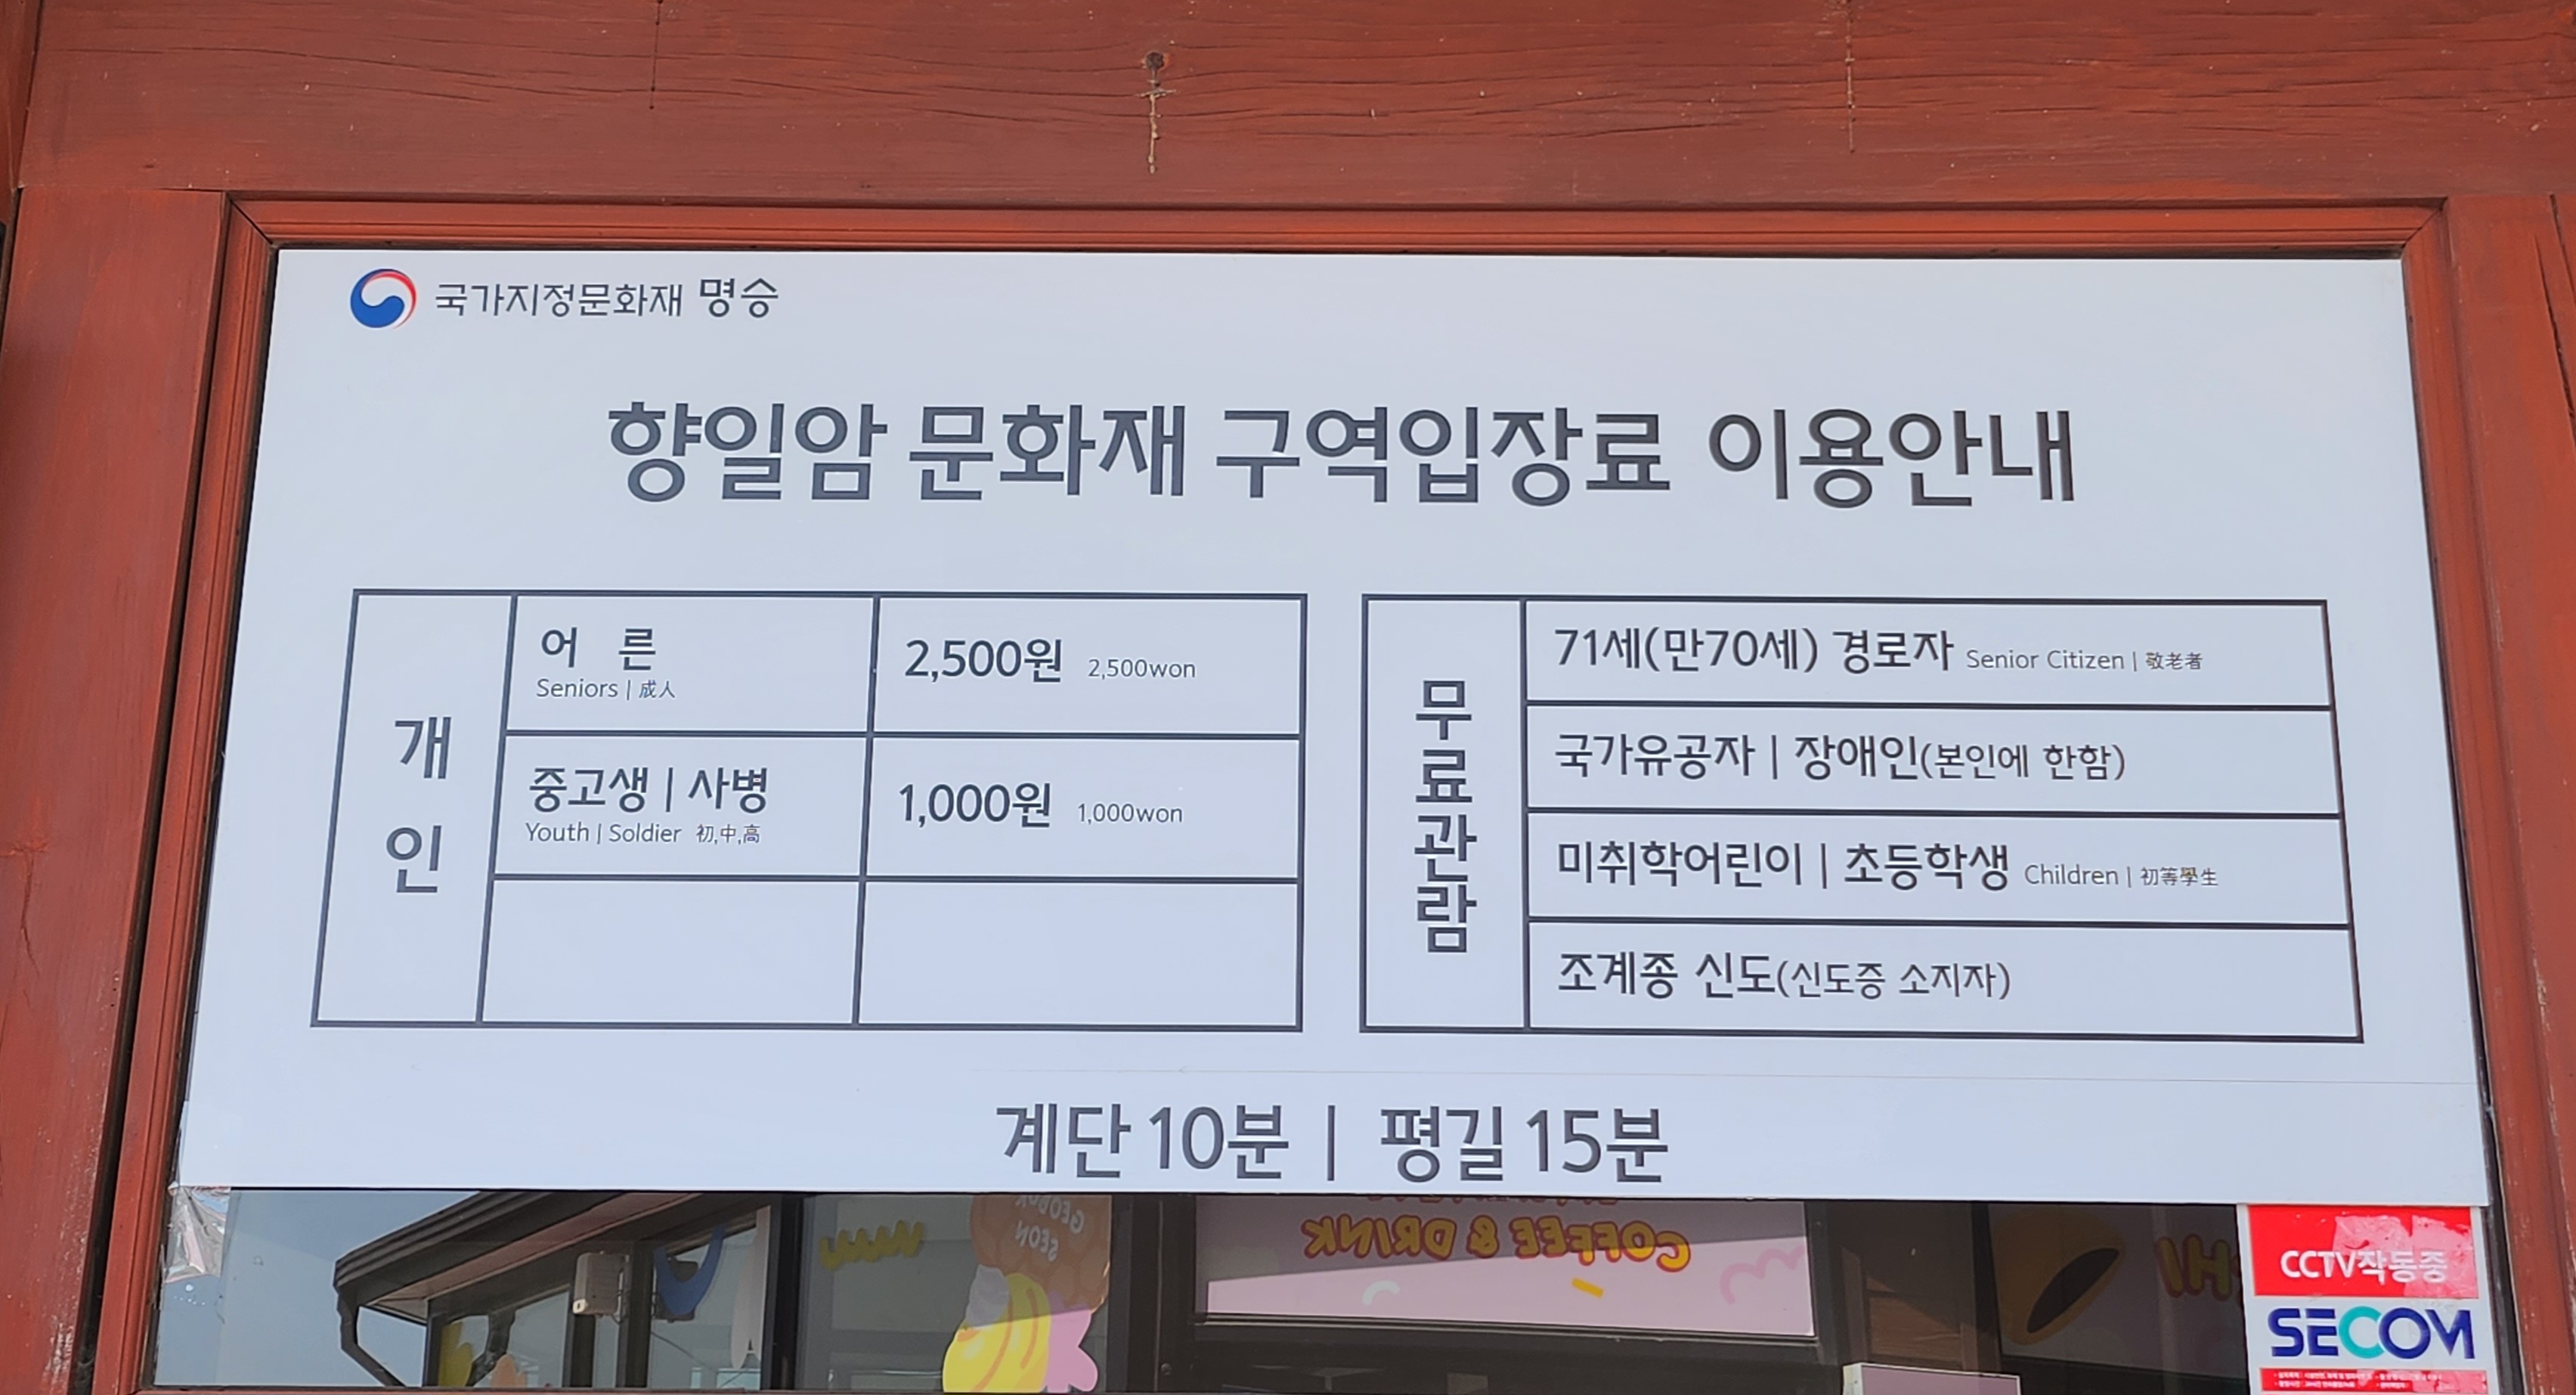 국가지정문화재 명승
향일암 문화재 구역입장료 이용안내
개인
어 른
Seniors | 成人
2,500원 2,500won
중고생 | 사병
Youth | Soldier 初,中,高
1,000원 1,000won
무료관람
71세(만70세) 경로자 Senior Citizen | 敬老者
국가유공자 | 장애인(본인에 한함)
미취학어린이 | 초등학생 Children | 初等學生
조계종 신도(신도증 소지자)
계단 10분 | 평길 15분
GEOBUK
SEON
COFFEE & DRINK
CCTV작동중
SECOM